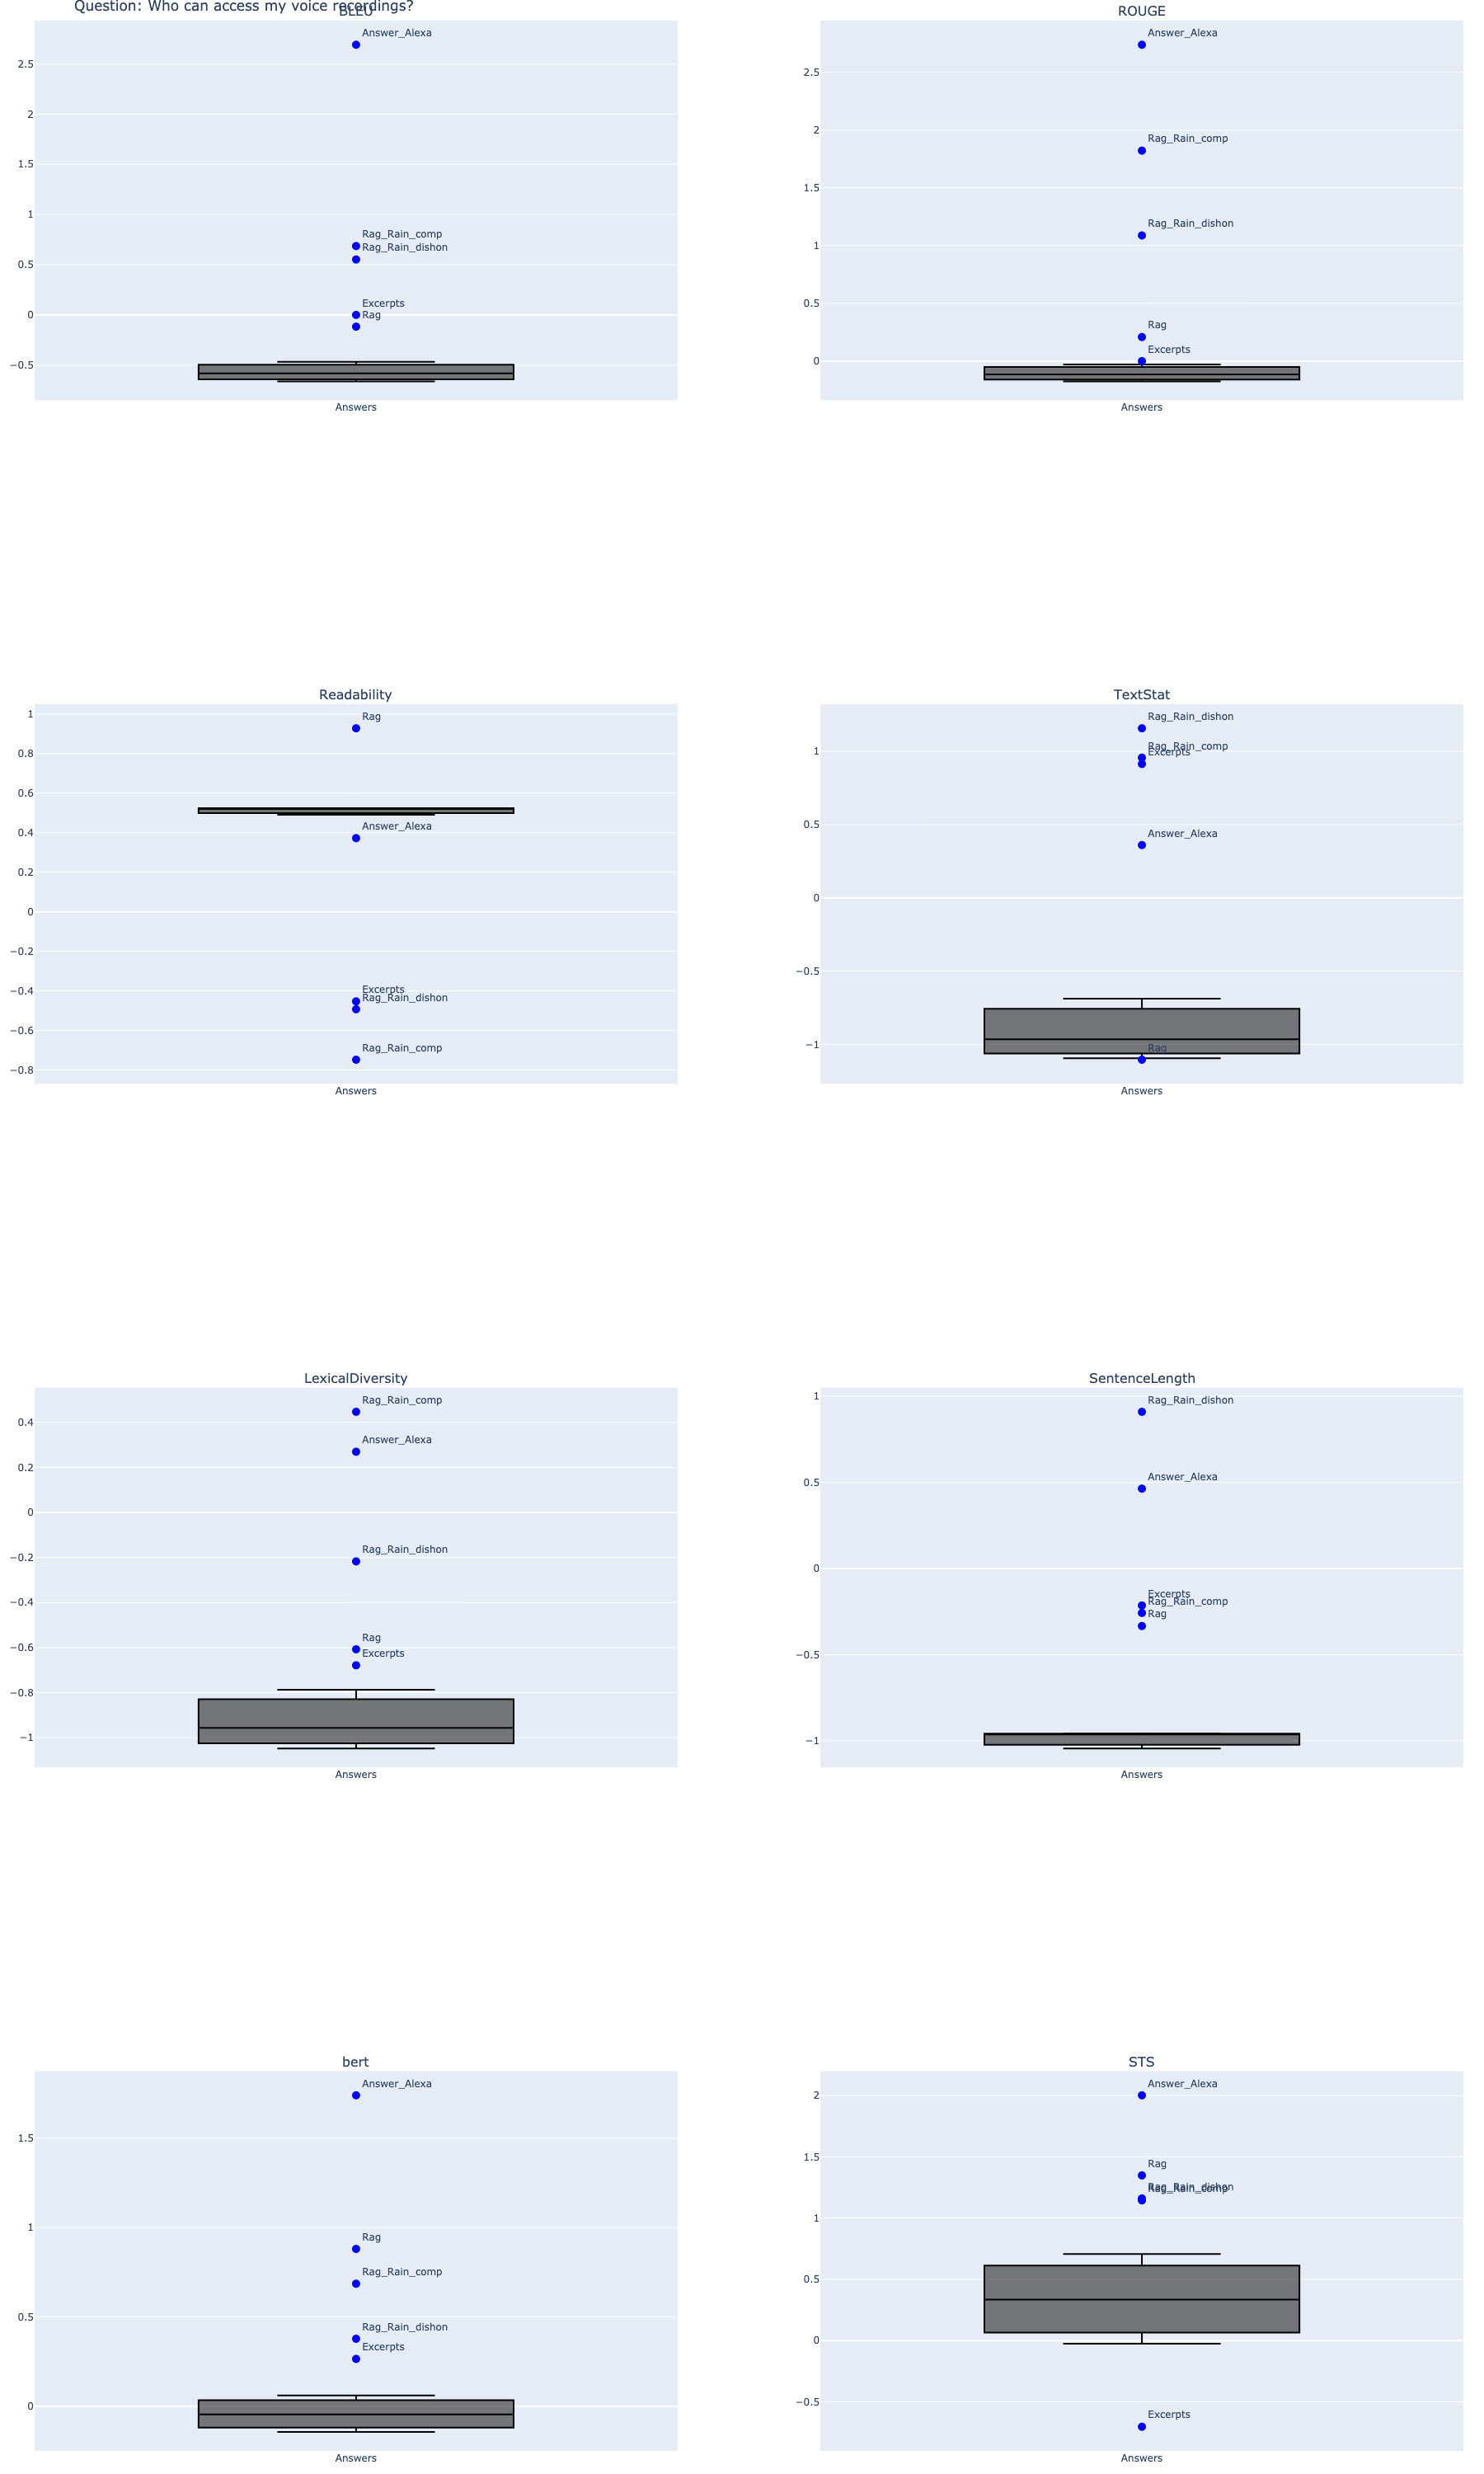 Question: Who can access my voice recordings?
BLEU
Answer_Alexa
2.5
2
1.5
1
Rag_Rain_comp
Rag_Rain_dishon
0.5
Excerpts
0
Rag
−0.5
Answers
ROUGE
Answer_Alexa
2.5
2
Rag_Rain_comp
1.5
Rag_Rain_dishon
1
0.5
Rag
Excerpts
0
Answers
Readability
1
Rag
0.8
0.6
Answer_Alexa
0.4
0.2
0
−0.2
−0.4
Excerpts
Rag_Rain_dishon
−0.6
Rag_Rain_comp
−0.8
Answers
TextStat
Rag_Rain_dishon
Rag_Rain_comp
Excerpts
1
Answer_Alexa
0.5
0
−0.5
−1
Rag
Answers
LexicalDiversity
Rag_Rain_comp
0.4
Answer_Alexa
0.2
0
Rag_Rain_dishon
−0.2
−0.4
Rag
−0.6
Excerpts
−0.8
−1
Answers
SentenceLength
1
Rag_Rain_dishon
Answer_Alexa
0.5
0
Excerpts
Rag_Rain_comp
Rag
−0.5
−1
Answers
bert
Answer_Alexa
1.5
1
Rag
Rag_Rain_comp
0.5
Rag_Rain_dishon
Excerpts
0
Answers
STS
Answer_Alexa
2
Rag
1.5
Rag_Rain_dishon
Rag_Rain_comp
1
0.5
0
−0.5
Excerpts
Answers